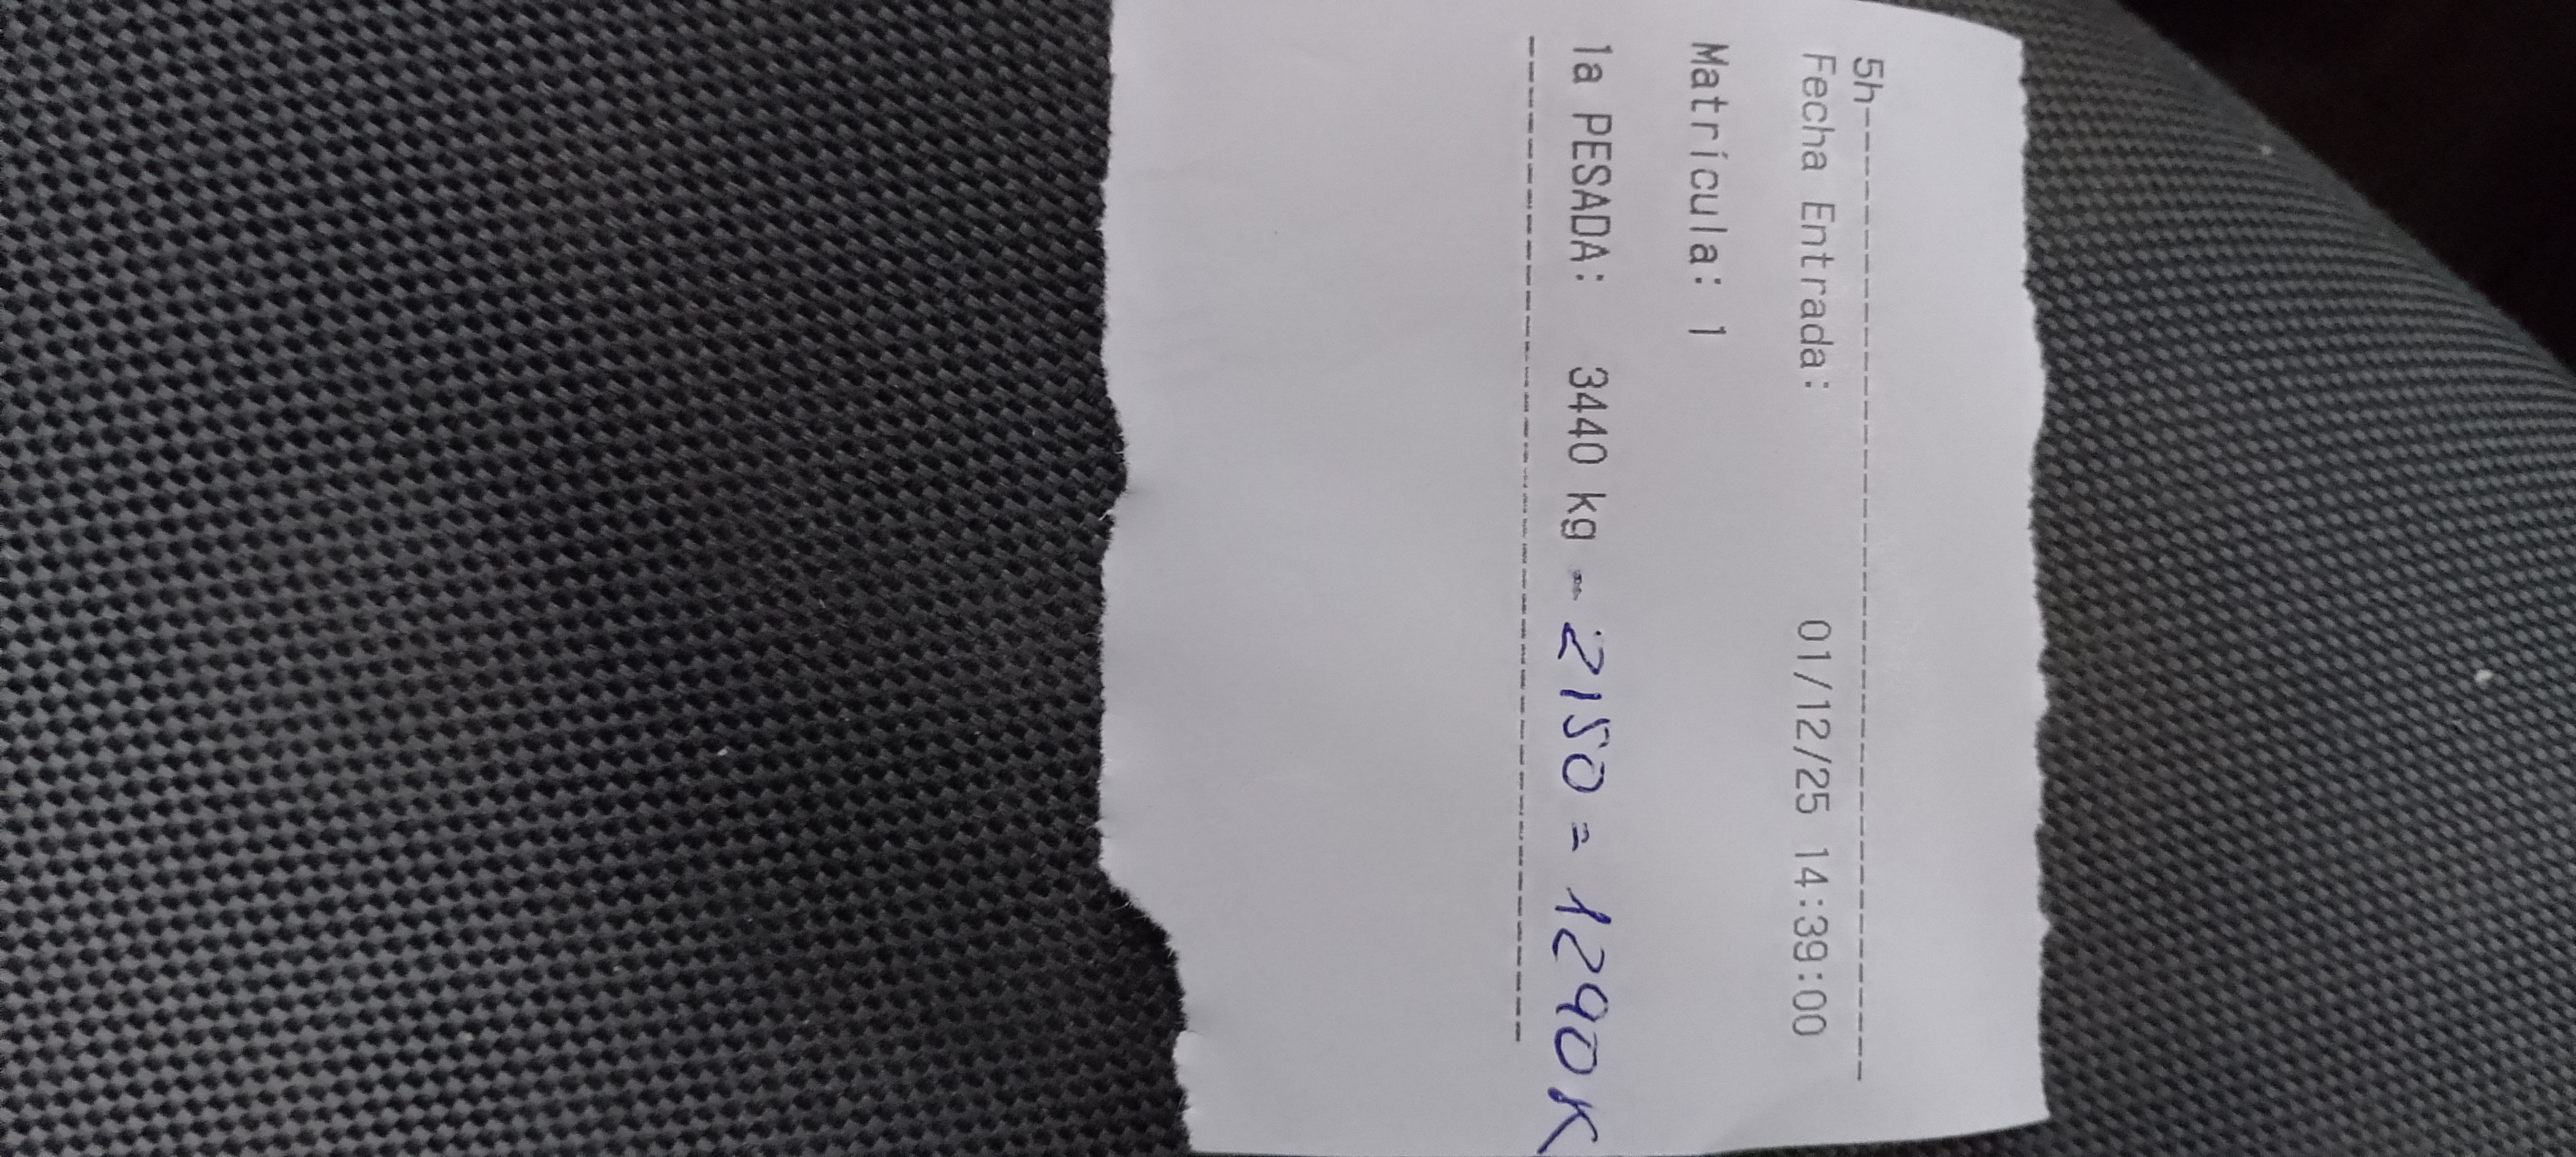 5h------------------------------------
Fecha Entrada: 01/12/25 14:39:00
Matrícula: 1
1a PESADA: 3440 kg - 2150 = 1290K
--------------------------------------